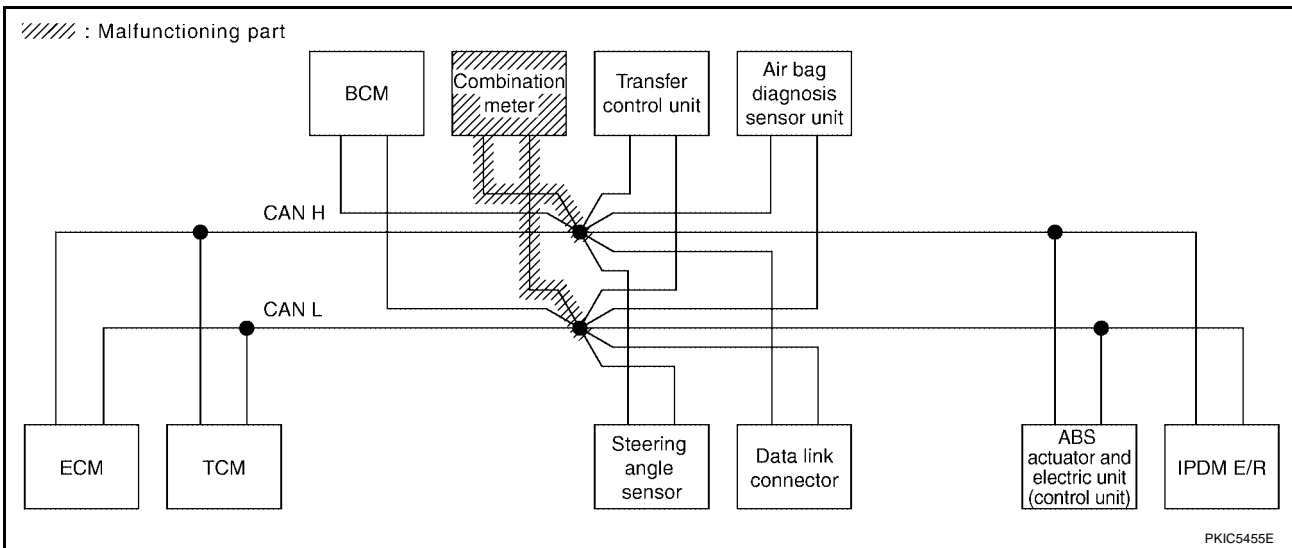 : Malfunctioning part
BCM
Combination
meter
Transfer
control unit
Air bag
diagnosis
sensor unit
CAN H
CAN L
ECM
TCM
Steering
angle
sensor
Data link
connector
ABS
actuator and
electric unit
(control unit)
IPDM E/R
PKIC5455E